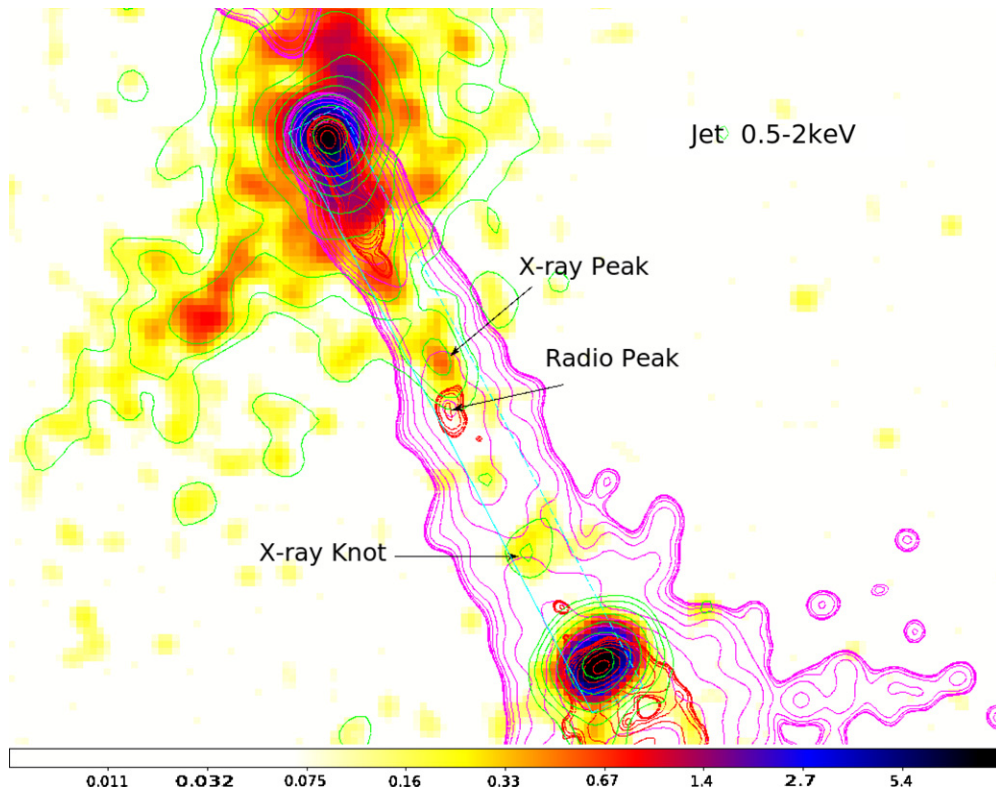 Jet 0.5-2keV
X-ray Peak
Radio Peak
X-ray Knot
0.011 0.032 0.075 0.16 0.33 0.67 1.4 2.7 5.4